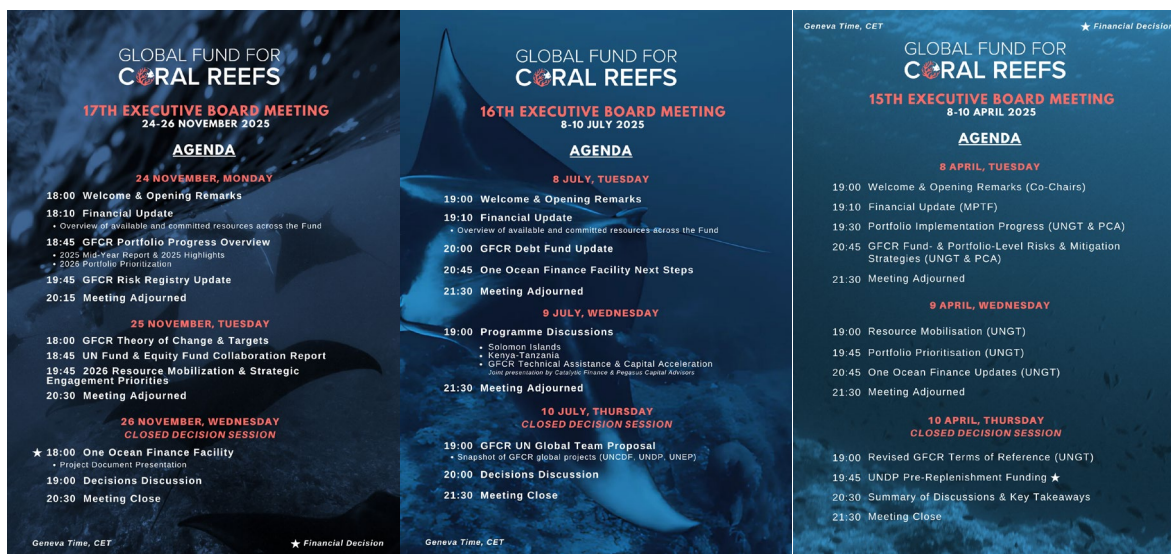 GLOBAL FUND FOR
CORAL REEFS
17TH EXECUTIVE BOARD MEETING
24-26 NOVEMBER 2025
AGENDA
24 NOVEMBER, MONDAY
18:00 Welcome & Opening Remarks
18:10 Financial Update
• Overview of available and committed resources across the Fund
18:45 GFCR Portfolio Progress Overview
• 2025 Mid-Year Report & 2025 Highlights
• 2026 Portfolio Prioritization
19:45 GFCR Risk Registry Update
20:15 Meeting Adjourned
25 NOVEMBER, TUESDAY
18:00 GFCR Theory of Change & Targets
18:45 UN Fund & Equity Fund Collaboration Report
19:45 2026 Resource Mobilization & Strategic
Engagement Priorities
20:30 Meeting Adjourned
26 NOVEMBER, WEDNESDAY
CLOSED DECISION SESSION
★ 18:00 One Ocean Finance Facility
• Project Document Presentation
19:00 Decisions Discussion
20:30 Meeting Close
Geneva Time, CET
★ Financial Decision
GLOBAL FUND FOR
CORAL REEFS
16TH EXECUTIVE BOARD MEETING
8-10 JULY 2025
AGENDA
8 JULY, TUESDAY
19:00 Welcome & Opening Remarks
19:10 Financial Update
• Overview of available and committed resources across the Fund
20:00 GFCR Debt Fund Update
20:45 One Ocean Finance Facility Next Steps
21:30 Meeting Adjourned
9 JULY, WEDNESDAY
19:00 Programme Discussions
• Solomon Islands
• Kenya-Tanzania
• GFCR Technical Assistance & Capital Acceleration
Joint presentation by Catalytic Finance & Pegasus Capital Advisors
21:30 Meeting Adjourned
10 JULY, THURSDAY
CLOSED DECISION SESSION
19:00 GFCR UN Global Team Proposal
• Snapshot of GFCR global projects (UNCDF, UNDP, UNEP)
20:00 Decisions Discussion
21:30 Meeting Close
Geneva Time, CET
Geneva Time, CET
★ Financial Decision
GLOBAL FUND FOR
CORAL REEFS
15TH EXECUTIVE BOARD MEETING
8-10 APRIL 2025
AGENDA
8 APRIL, TUESDAY
19:00 Welcome & Opening Remarks (Co-Chairs)
19:10 Financial Update (MPTF)
19:30 Portfolio Implementation Progress (UNGT & PCA)
20:45 GFCR Fund- & Portfolio-Level Risks & Mitigation
Strategies (UNGT & PCA)
21:30 Meeting Adjourned
9 APRIL, WEDNESDAY
19:00 Resource Mobilisation (UNGT)
19:45 Portfolio Prioritisation (UNGT)
20:45 One Ocean Finance Updates (UNGT)
21:30 Meeting Adjourned
10 APRIL, THURSDAY
CLOSED DECISION SESSION
19:00 Revised GFCR Terms of Reference (UNGT)
19:45 UNDP Pre-Replenishment Funding ★
20:30 Summary of Discussions & Key Takeaways
21:30 Meeting Close